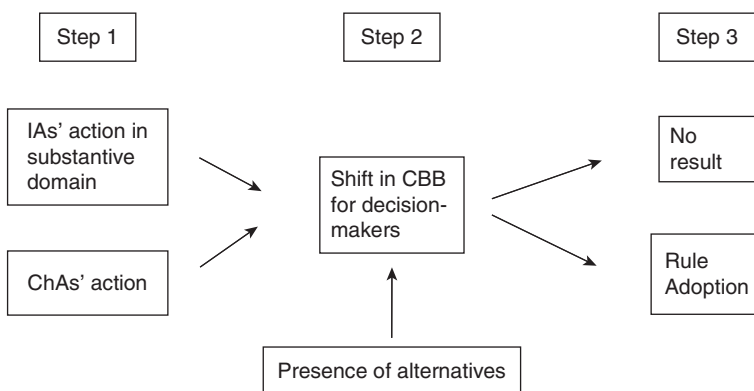 Step 1
Step 2
Step 3
IAs' action in
substantive
domain
ChAs' action
Shift in CBB
for decision-
makers
Presence of alternatives
No
result
Rule
Adoption